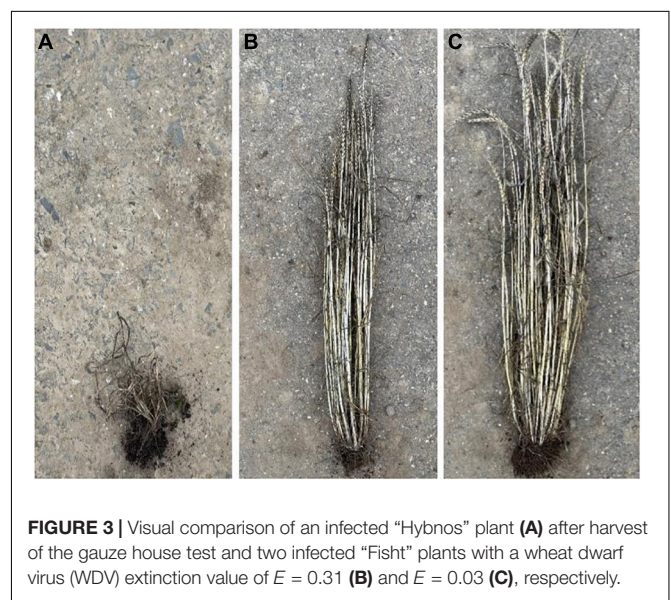 A
B
C
FIGURE 3 | Visual comparison of an infected “Hybnos” plant (A) after harvest
of the gauze house test and two infected “Fisht” plants with a wheat dwarf
virus (WDV) extinction value of E = 0.31 (B) and E = 0.03 (C), respectively.